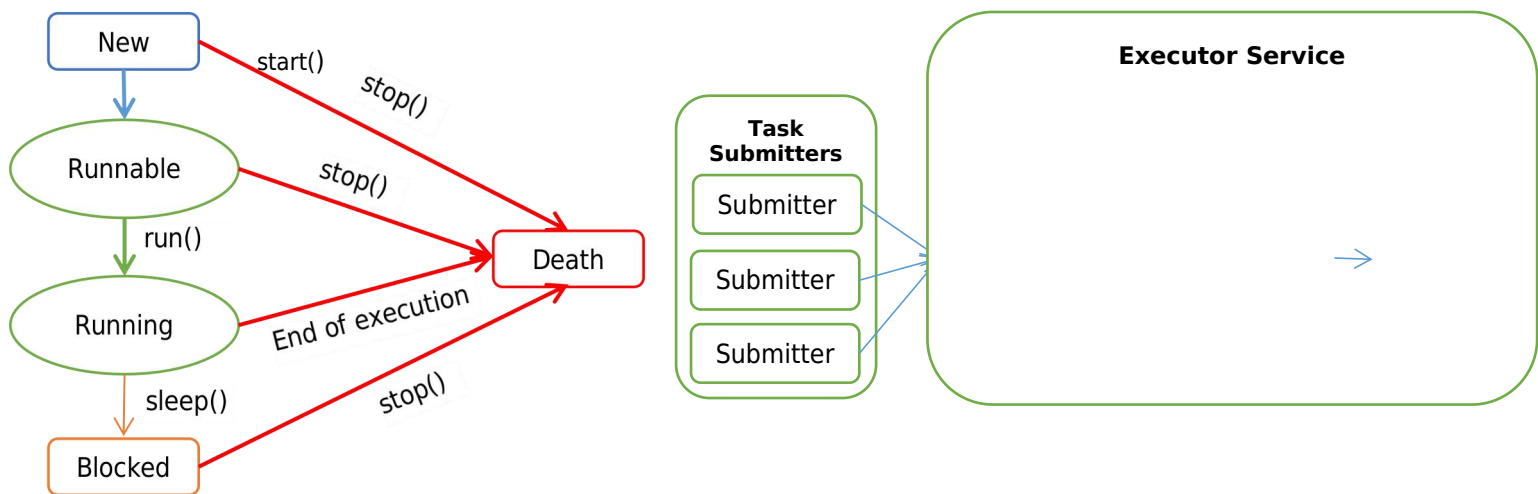 New
start()
stop()
Runnable
stop()
run()
Death
Running
End of execution
sleep()
stop()
Blocked
Task
Submitters
Submitter
Submitter
Submitter
Executor Service